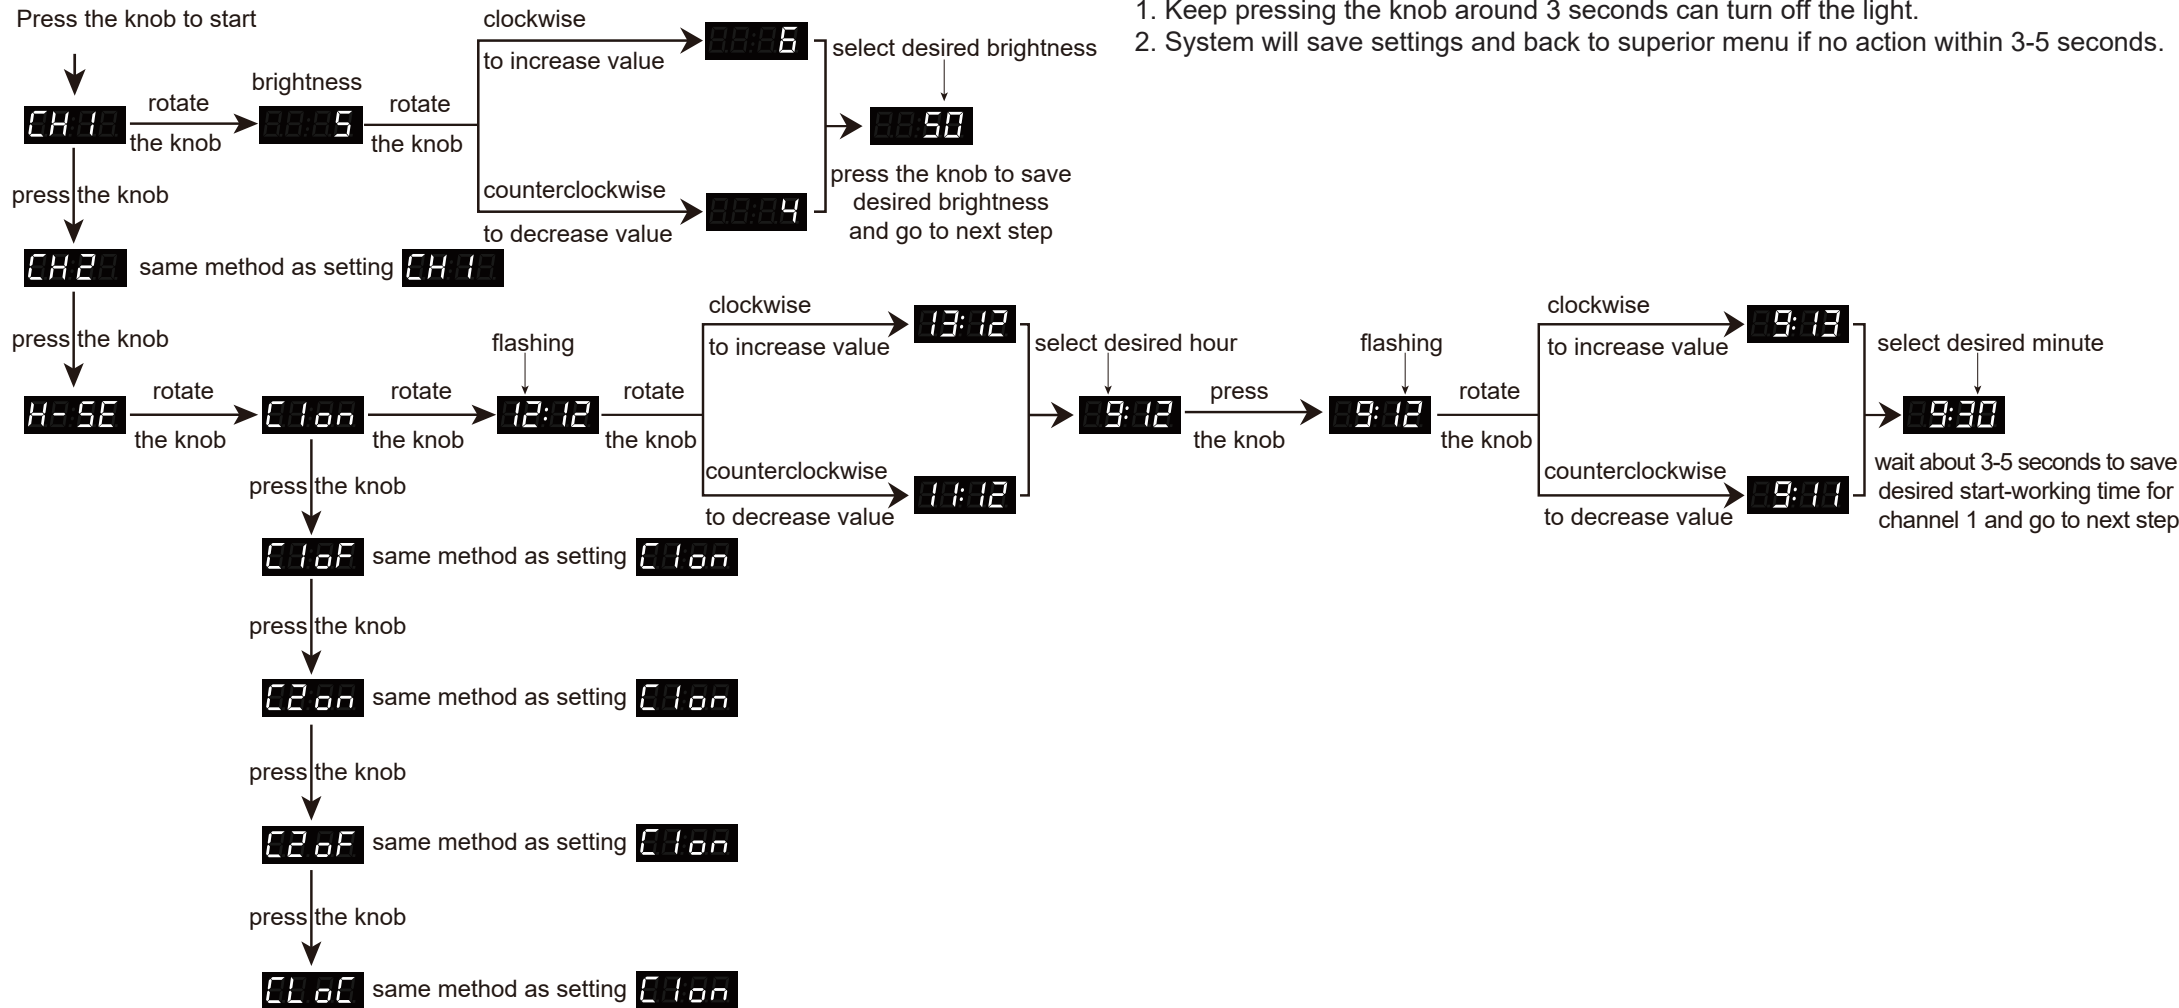 Press the knob to start
1. Keep pressing the knob around 3 seconds can turn off the light.
2. System will save settings and back to superior menu if no action within 3-5 seconds.
CH1
rotate
the knob
brightness
5
rotate
the knob
clockwise
to increase value
6
counterclockwise
to decrease value
4
select desired brightness
50
press the knob to save
desired brightness
and go to next step
press the knob
CH2
same method as setting CH1
press the knob
H-SE
rotate
the knob
C1on
rotate
the knob
flashing
12:12
rotate
the knob
clockwise
to increase value
13:12
counterclockwise
to decrease value
11:12
select desired hour
9:12
press
the knob
flashing
9:12
rotate
the knob
clockwise
to increase value
9:13
counterclockwise
to decrease value
9:11
select desired minute
9:30
wait about 3-5 seconds to save
desired start-working time for
channel 1 and go to next step
press the knob
C1oF same method as setting C1on
press the knob
C2on same method as setting C1on
press the knob
C2oF same method as setting C1on
press the knob
CLoC same method as setting C1on